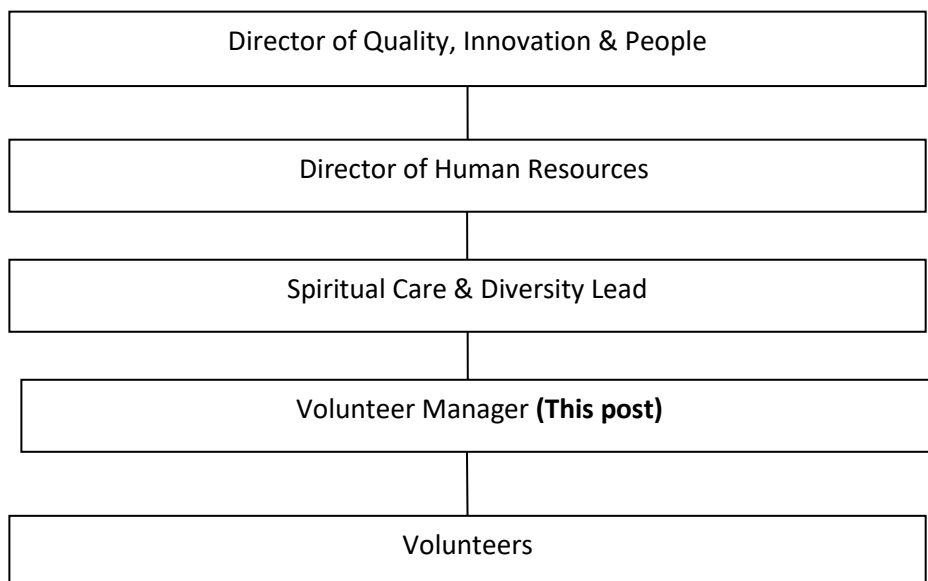 Director of Quality, Innovation & People
Director of Human Resources
Spiritual Care & Diversity Lead
Volunteer Manager (This post)
Volunteers